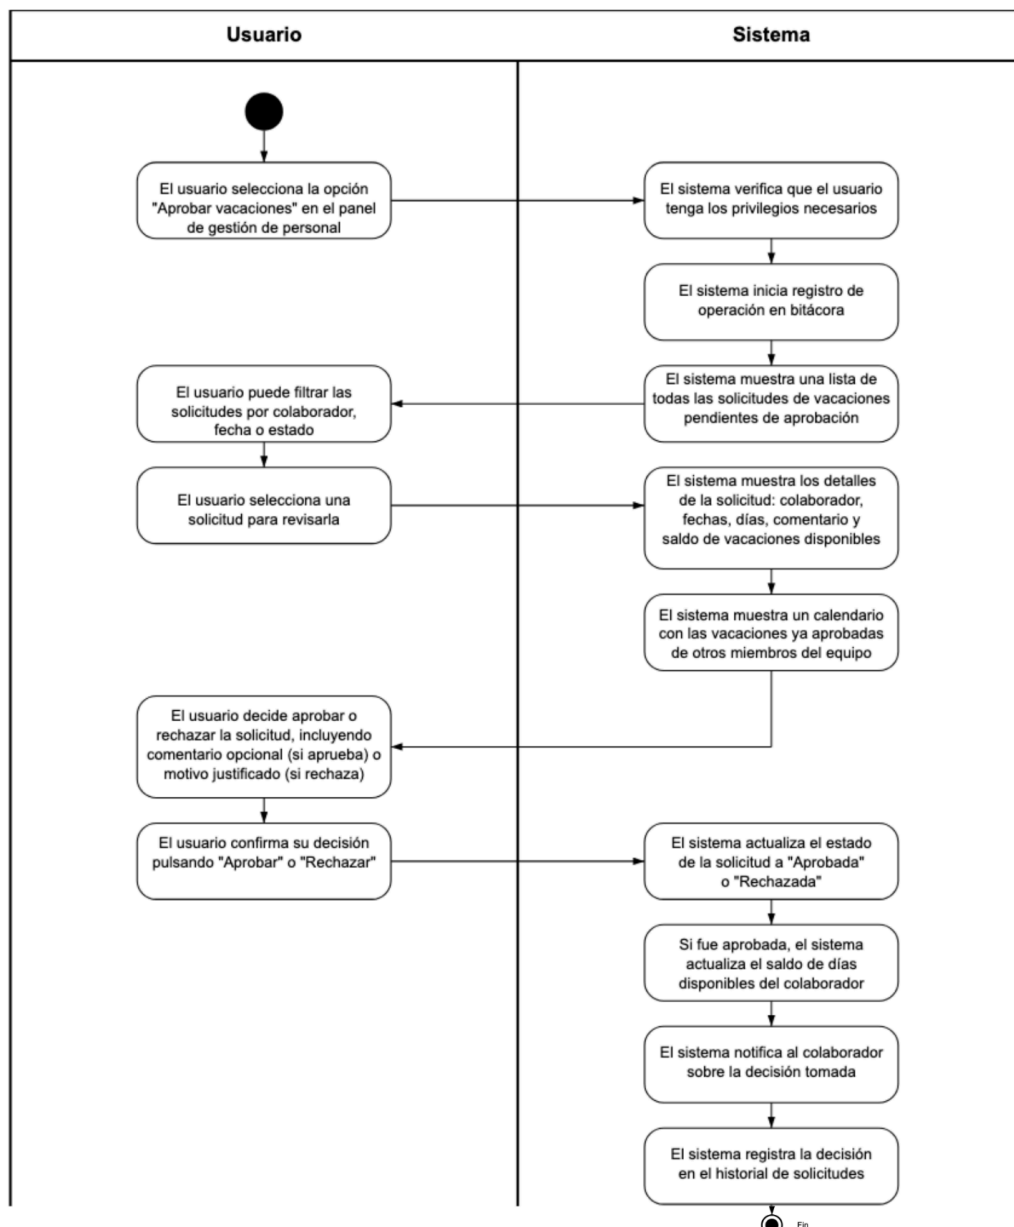 Usuario
Sistema
El usuario selecciona la opción
"Aprobar vacaciones" en el panel
de gestión de personal
El sistema verifica que el usuario
tenga los privilegios necesarios
El sistema inicia registro de
operación en bitácora
El sistema muestra una lista de
todas las solicitudes de vacaciones
pendientes de aprobación
El usuario puede filtrar las
solicitudes por colaborador,
fecha o estado
El usuario selecciona una
solicitud para revisarla
El sistema muestra los detalles
de la solicitud: colaborador,
fechas, días, comentario y
saldo de vacaciones disponibles
El sistema muestra un calendario
con las vacaciones ya aprobadas
de otros miembros del equipo
El usuario decide aprobar o
rechazar la solicitud, incluyendo
comentario opcional (si aprueba) o
motivo justificado (si rechaza)
El usuario confirma su decisión
pulsando "Aprobar" o "Rechazar"
El sistema actualiza el estado
de la solicitud a "Aprobada"
o "Rechazada"
Si fue aprobada, el sistema
actualiza el saldo de días
disponibles del colaborador
El sistema notifica al colaborador
sobre la decisión tomada
El sistema registra la decisión
en el historial de solicitudes
Fin